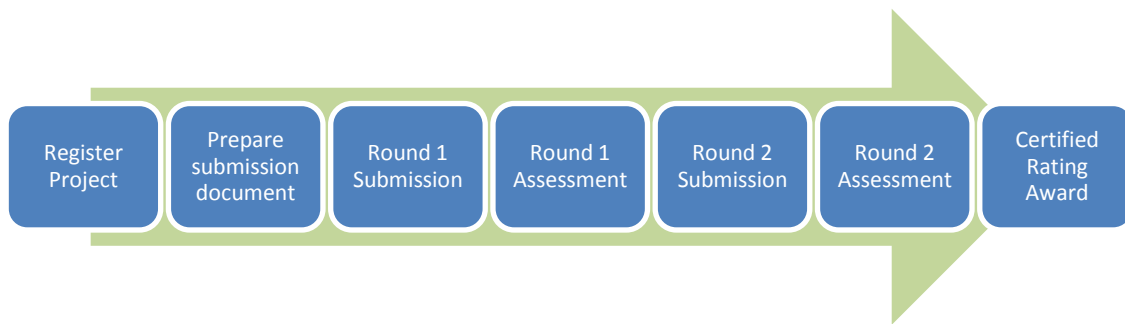 Register
Project
Prepare
submission
document
Round 1
Submission
Round 1
Assessment
Round 2
Submission
Round 2
Assessment
Certified
Rating
Award